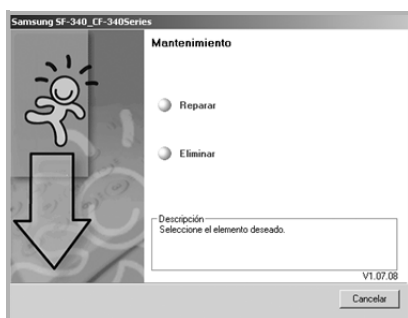 Samsung SF-340_CF-340Series
Mantenimiento
Reparar
Eliminar
Descripción
Seleccione el elemento deseado.
V1.07.08
Cancelar